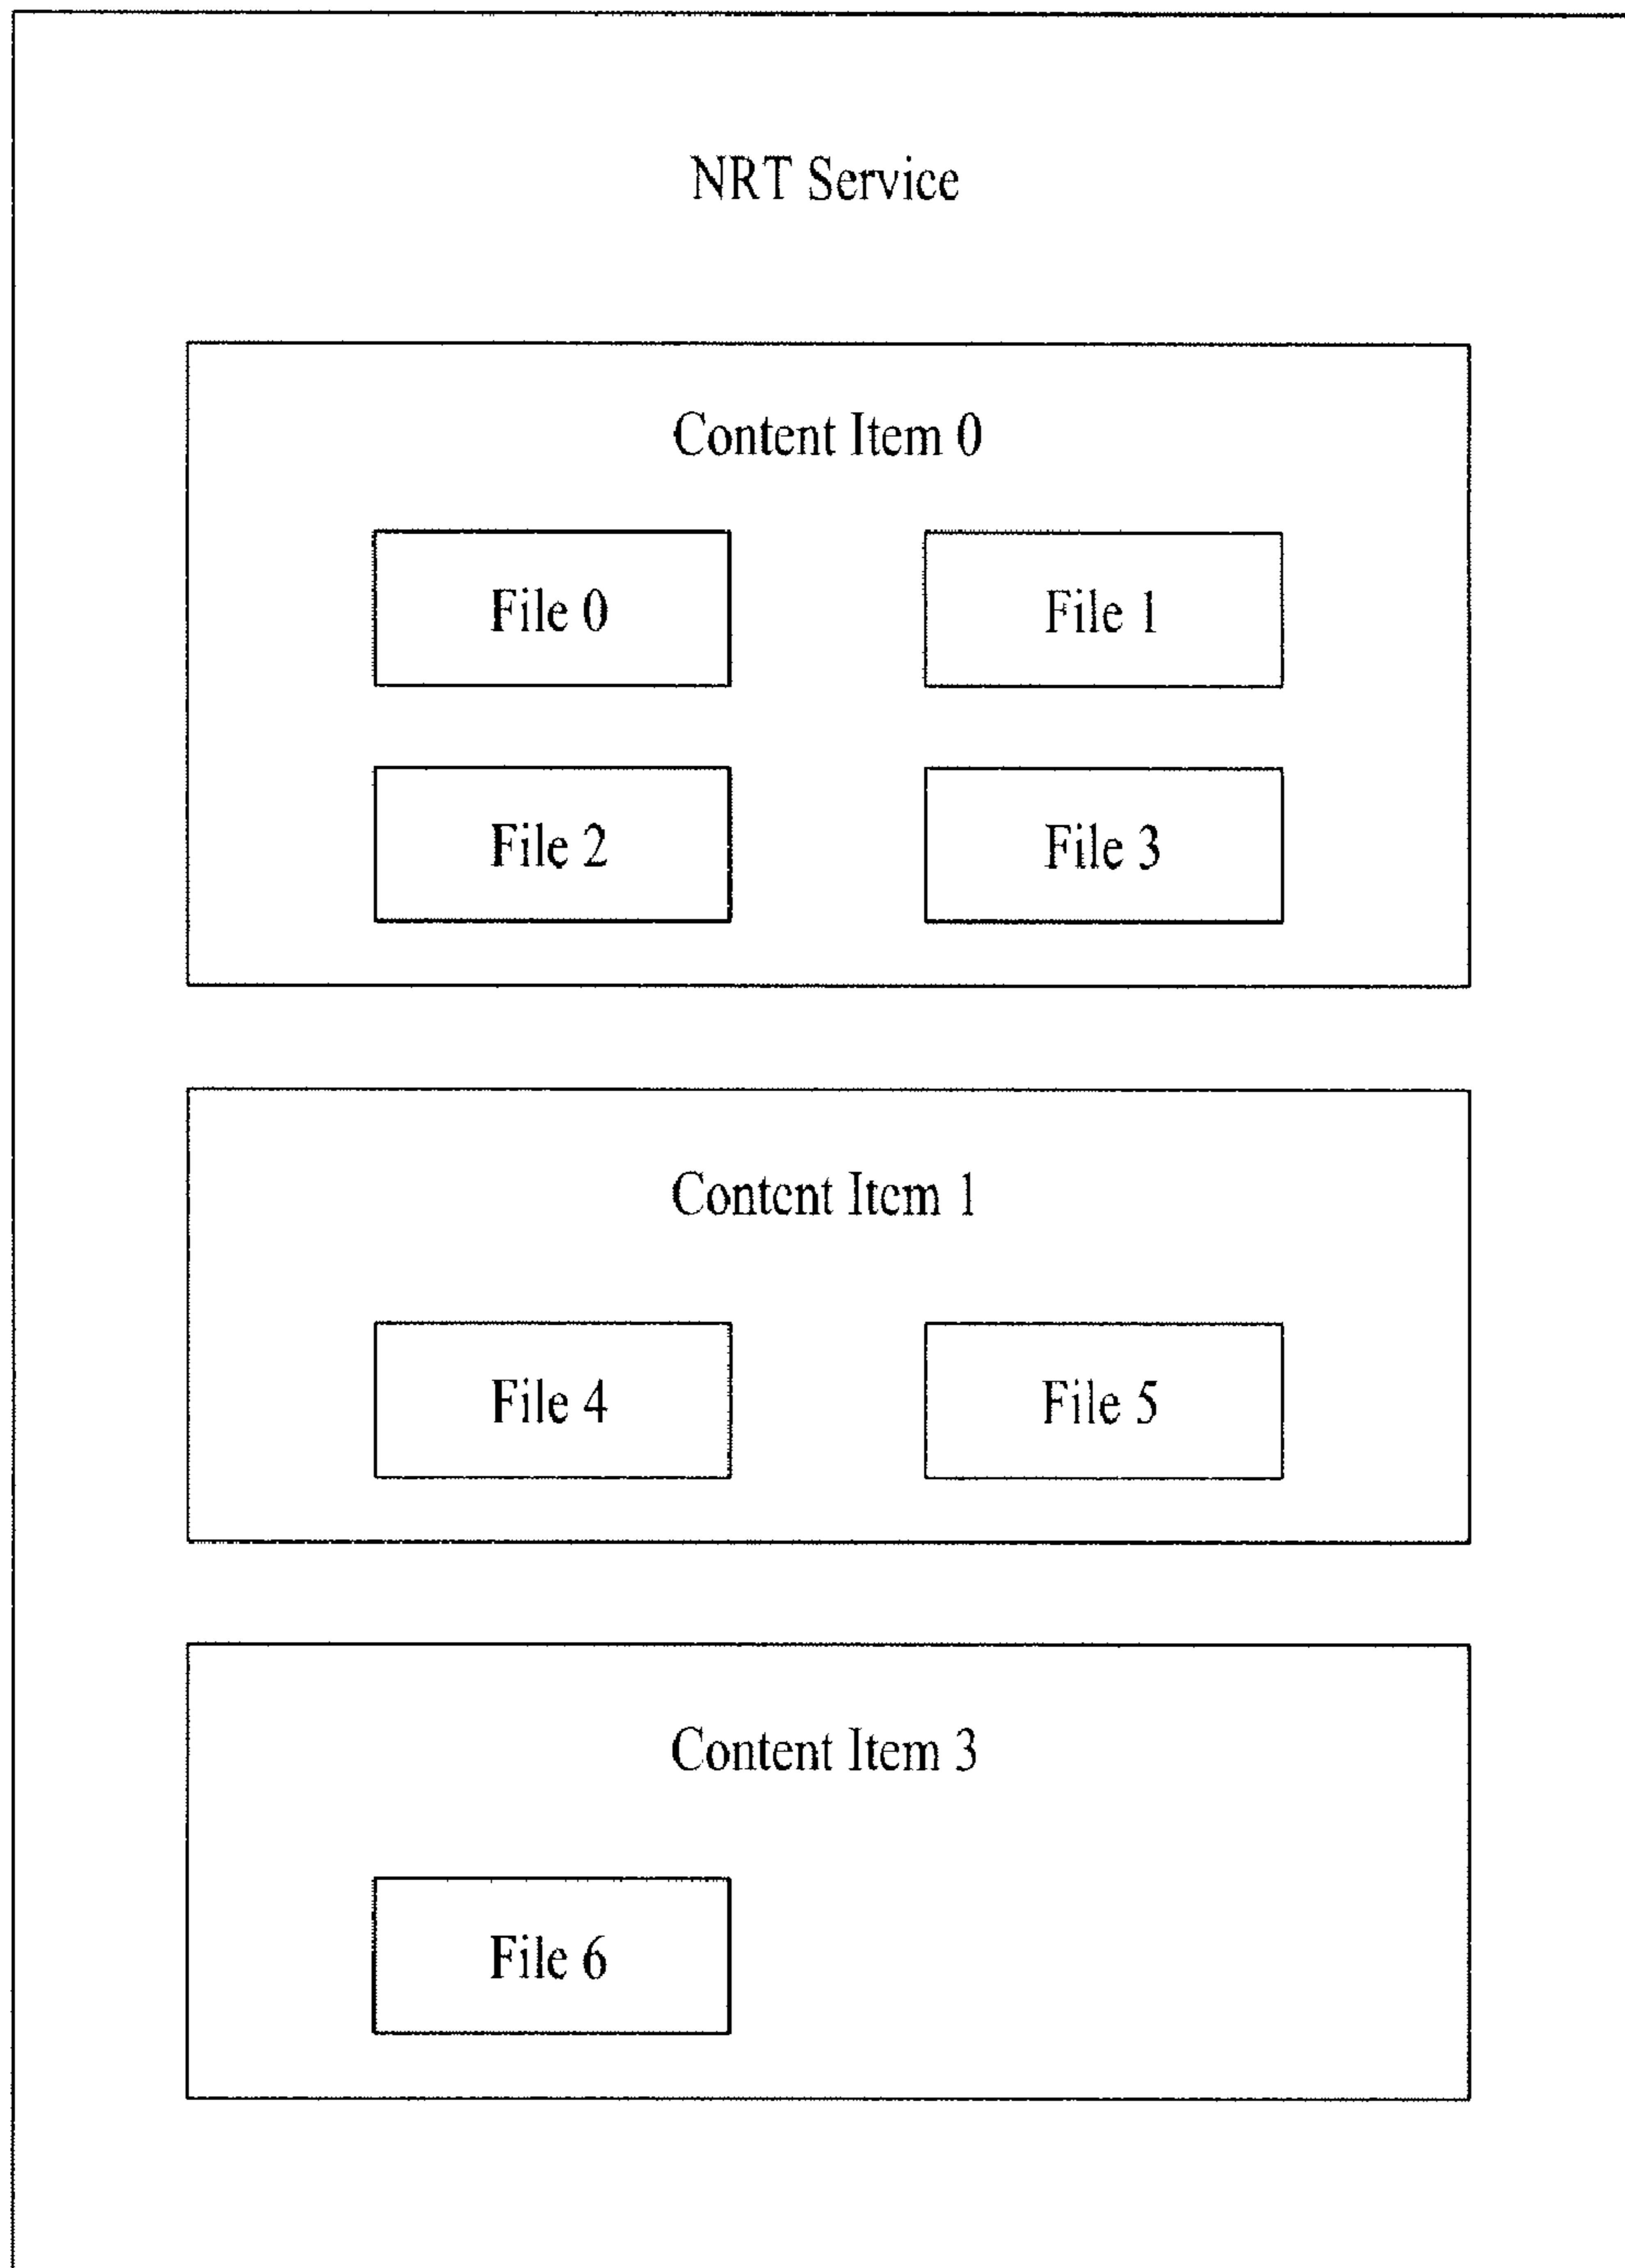 NRT Service
Content Item 0
File 0
File 1
File 2
File 3
Content Item 1
File 4
File 5
Content Item 3
File 6